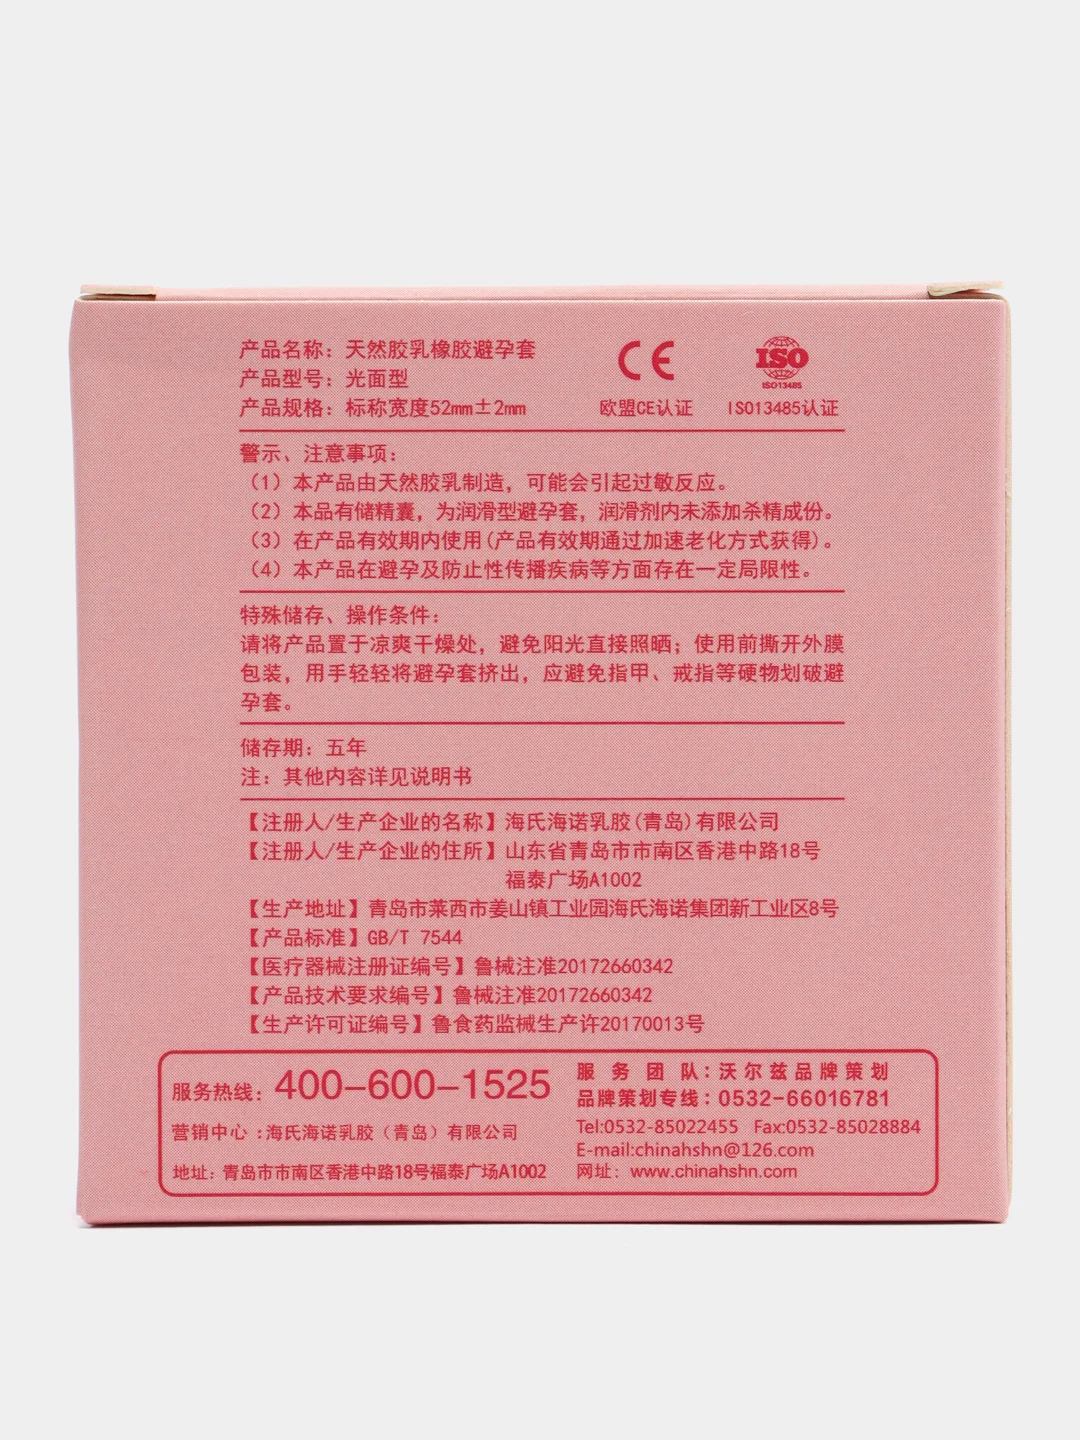 产品名称：天然胶乳橡胶避孕套
产品型号：光面型
产品规格：标称宽度52mm±2mm
CE
欧盟CE认证
ISO
ISO13485
ISO13485认证
警示、注意事项：
（1）本产品由天然胶乳制造，可能会引起过敏反应。
（2）本品有储精囊，为润滑型避孕套，润滑剂内未添加杀精成份。
（3）在产品有效期内使用(产品有效期通过加速老化方式获得)。
（4）本产品在避孕及防止性传播疾病等方面存在一定局限性。
特殊储存、操作条件：
请将产品置于凉爽干燥处，避免阳光直接照晒；使用前撕开外膜
包装，用手轻轻将避孕套挤出，应避免指甲、戒指等硬物划破避
孕套。
储存期：五年
注：其他内容详见说明书
【注册人/生产企业的名称】海氏海诺乳胶(青岛)有限公司
【注册人/生产企业的住所】山东省青岛市市南区香港中路18号
福泰广场A1002
【生产地址】青岛市莱西市姜山镇工业园海氏海诺集团新工业区8号
【产品标准】GB/T 7544
【医疗器械注册证编号】鲁械注准20172660342
【产品技术要求编号】鲁械注准20172660342
【生产许可证编号】鲁食药监械生产许20170013号
服务热线：400-600-1525
营销中心：海氏海诺乳胶（青岛）有限公司
地址：青岛市市南区香港中路18号福泰广场A1002
服务团队：沃尔兹品牌策划
品牌策划专线：0532-66016781
Tel:0532-85022455 Fax:0532-85028884
E-mail:chinahshn@126.com
网址：www.chinahshn.com